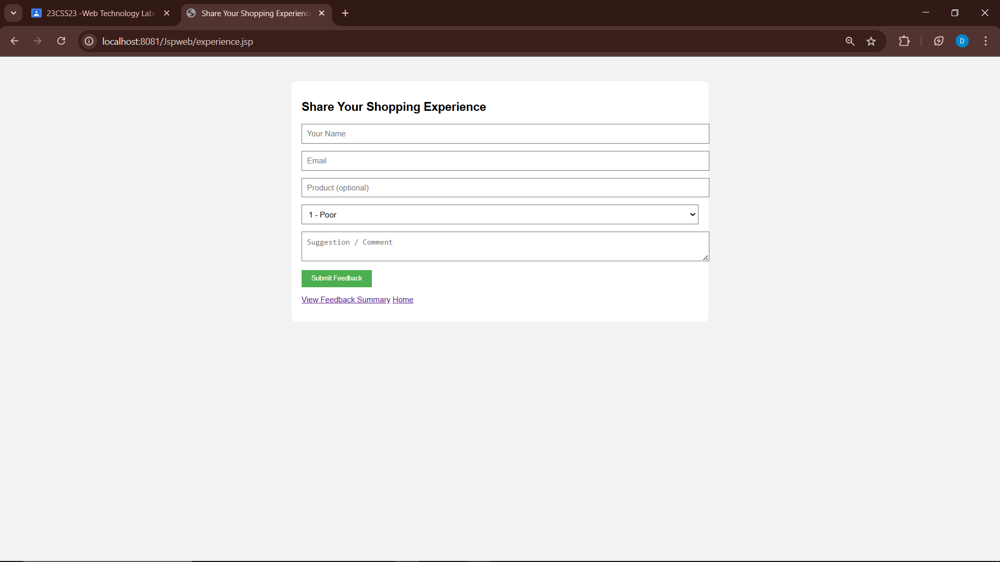 23CS523 -Web Technology Lab
Share Your Shopping Experience
localhost:8081/Jspweb/experience.jsp
D
Share Your Shopping Experience
Your Name
Email
Product (optional)
1 - Poor
Suggestion / Comment
Submit Feedback
View Feedback Summary Home